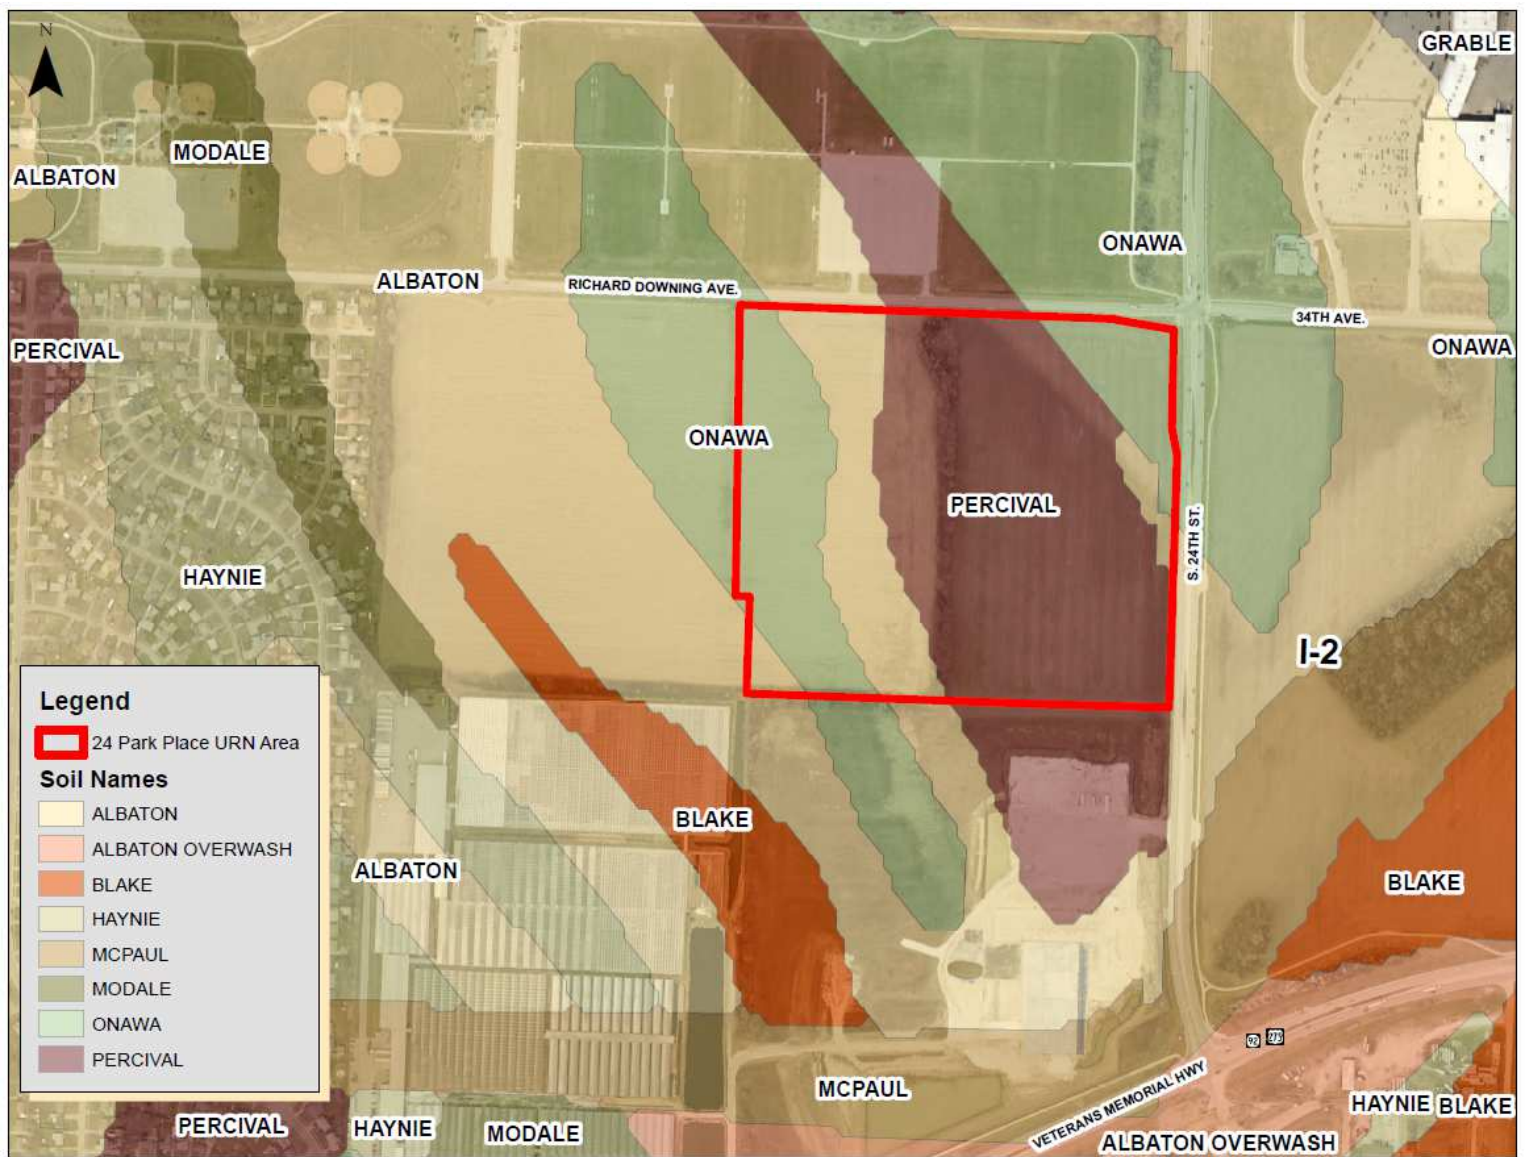 N
GRABLE
MODALE
ALBATON
ONAWA
ALBATON
RICHARD DOWNING AVE.
34TH AVE.
PERCIVAL
ONAWA
ONAWA
PERCIVAL
S. 24TH ST.
HAYNIE
I-2
Legend
24 Park Place URN Area
Soil Names
ALBATON
ALBATON OVERWASH
BLAKE
HAYNIE
MCPAUL
MODALE
ONAWA
PERCIVAL
BLAKE
ALBATON
BLAKE
92
273
MCPAUL
VETERANS MEMORIAL HWY
PERCIVAL
HAYNIE
MODALE
HAYNIE
BLAKE
ALBATON OVERWASH